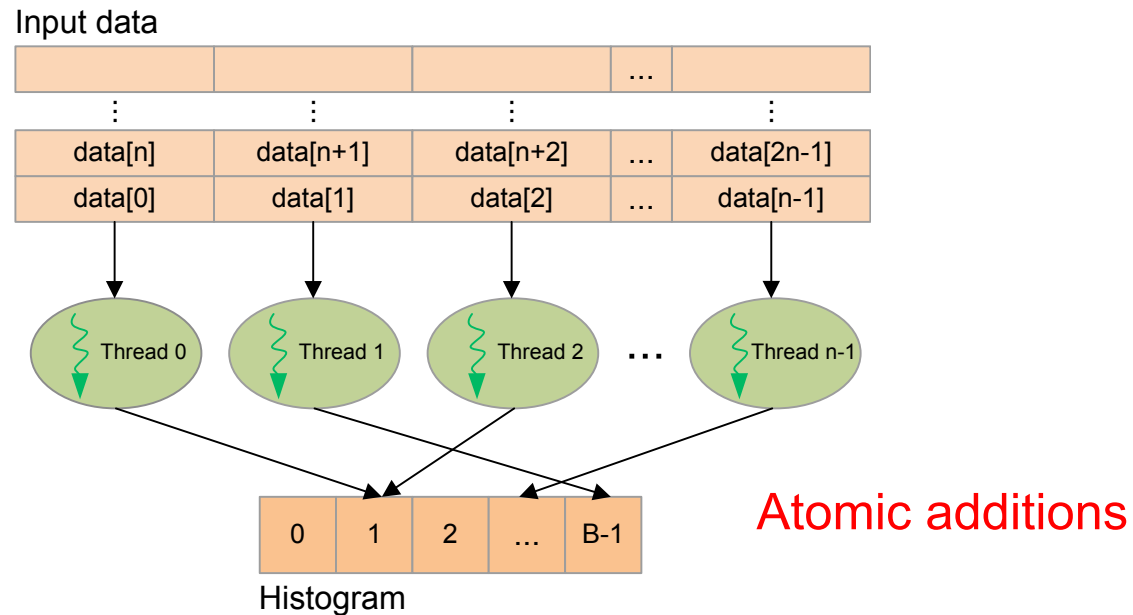 Input data
...
⋮ ⋮ ⋮ ⋮
data[n] data[n+1] data[n+2] ... data[2n-1]
data[0] data[1] data[2] ... data[n-1]
Thread 0 Thread 1 Thread 2 ... Thread n-1
0 1 2 ... B-1
Atomic additions
Histogram